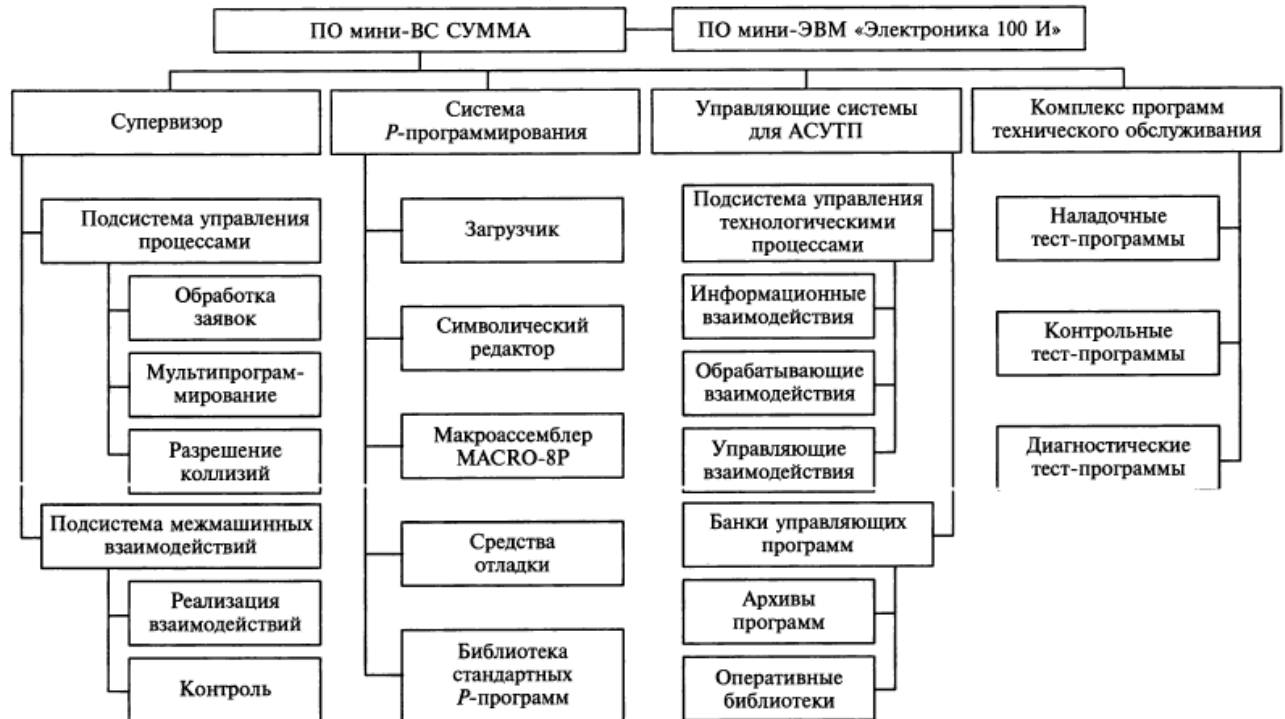 ПО мини-ВС СУММА
ПО мини-ЭВМ «Электроника 100 И»
Супервизор
Система
Р-программирования
Управляющие системы
для АСУТП
Комплекс программ
технического обслуживания
Подсистема управления
процессами
Обработка
заявок
Мультипрограм-
мирование
Разрешение
коллизий
Подсистема межмашинных
взаимодействий
Реализация
взаимодействий
Контроль
Загрузчик
Символический
редактор
Макроассемблер
MACRO-8P
Средства
отладки
Библиотека
стандартных
Р-программ
Подсистема управления
технологическими
процессами
Информационные
взаимодействия
Обрабатывающие
взаимодействия
Управляющие
взаимодействия
Банки управляющих
программ
Архивы
программ
Оперативные
библиотеки
Наладочные
тест-программы
Контрольные
тест-программы
Диагностические
тест-программы